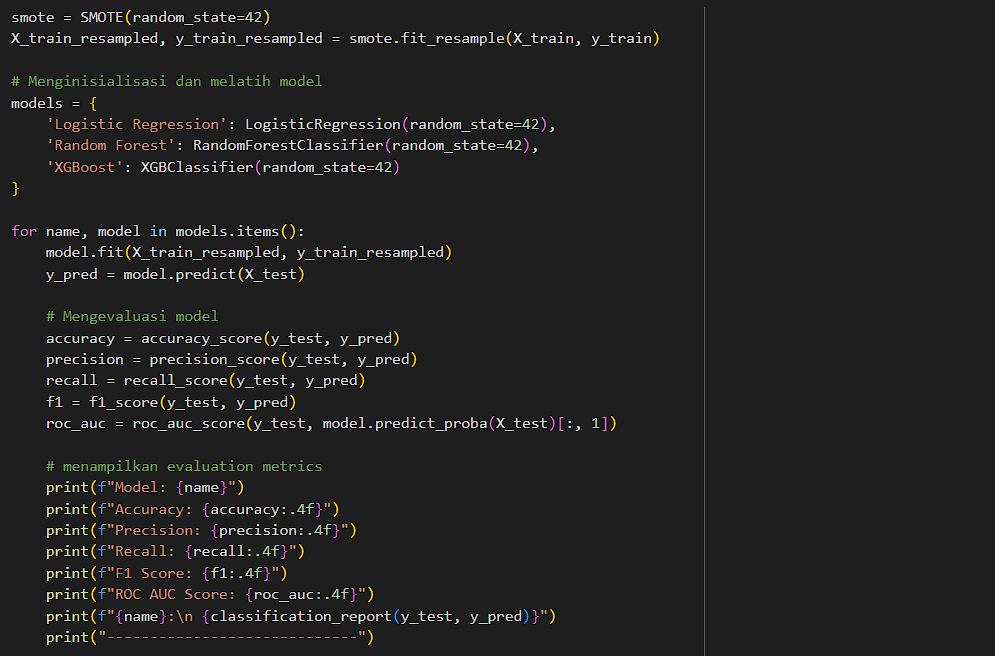 smote = SMOTE(random_state=42)
X_train_resampled, y_train_resampled = smote.fit_resample(X_train, y_train)
# Menginisialisasi dan melatih model
models = {
    'Logistic Regression': LogisticRegression(random_state=42),
    'Random Forest': RandomForestClassifier(random_state=42),
    'XGBoost': XGBClassifier(random_state=42)
}
for name, model in models.items():
    model.fit(X_train_resampled, y_train_resampled)
    y_pred = model.predict(X_test)
    # Mengevaluasi model
    accuracy = accuracy_score(y_test, y_pred)
    precision = precision_score(y_test, y_pred)
    recall = recall_score(y_test, y_pred)
    f1 = f1_score(y_test, y_pred)
    roc_auc = roc_auc_score(y_test, model.predict_proba(X_test)[:, 1])
    # menampilkan evaluation metrics
    print(f"Model: {name}")
    print(f"Accuracy: {accuracy:.4f}")
    print(f"Precision: {precision:.4f}")
    print(f"Recall: {recall:.4f}")
    print(f"F1 Score: {f1:.4f}")
    print(f"ROC AUC Score: {roc_auc:.4f}")
    print(f"{name}:\n {classification_report(y_test, y_pred)}")
    print("-----------------------------")